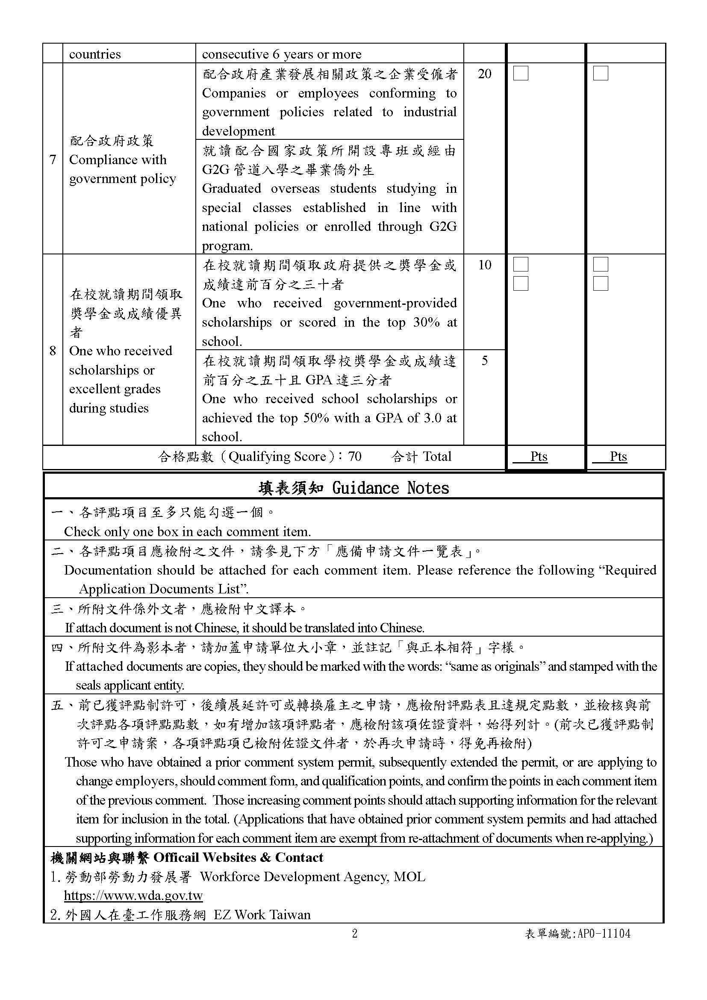 countries
consecutive 6 years or more
7
配合政府政策
Compliance with
government policy
配合政府產業發展相關政策之企業受僱者
Companies or employees conforming to
government policies related to industrial
development
20
就讀配合國家政策所開設專班或經由
G2G 管道入學之畢業僑外生
Graduated overseas students studying in
special classes established in line with
national policies or enrolled through G2G
program.
8
在校就讀期間領取
獎學金或成績優異
者
One who received
scholarships or
excellent grades
during studies
在校就讀期間領取政府提供之獎學金或
成績達前百分之三十者
One who received government-provided
scholarships or scored in the top 30% at
school.
10
在校就讀期間領取學校獎學金或成績達
前百分之五十且 GPA 達三分者
One who received school scholarships or
achieved the top 50% with a GPA of 3.0 at
school.
5
合格點數（Qualifying Score）：70 合計 Total
Pts
Pts
填表須知 Guidance Notes
一、各評點項目至多只能勾選一個。
Check only one box in each comment item.
二、各評點項目應檢附之文件，請參見下方「應備申請文件一覽表」。
Documentation should be attached for each comment item. Please reference the following “Required
Application Documents List”.
三、所附文件係外文者，應檢附中文譯本。
If attach document is not Chinese, it should be translated into Chinese.
四、所附文件為影本者，請加蓋申請單位大小章，並註記「與正本相符」字樣。
If attached documents are copies, they should be marked with the words: “same as originals” and stamped with the
seals applicant entity.
五、前已獲評點制許可，後續展延許可或轉換雇主之申請，應檢附評點表且達規定點數，並檢核與前
次評點各項評點點數，如有增加該項評點者，應檢附該項佐證資料，始得列計。(前次已獲評點制
許可之申請案，各項評點項已檢附佐證文件者，於再次申請時，得免再檢附)
Those who have obtained a prior comment system permit, subsequently extended the permit, or are applying to
change employers, should comment form, and qualification points, and confirm the points in each comment item
of the previous comment. Those increasing comment points should attach supporting information for the relevant
item for inclusion in the total. (Applications that have obtained prior comment system permits and had attached
supporting information for each comment item are exempt from re-attachment of documents when re-applying.)
機關網站與聯繫 Officail Websites & Contact
1. 勞動部勞動力發展署 Workforce Development Agency, MOL
https://www.wda.gov.tw
2. 外國人在臺工作服務網 EZ Work Taiwan
2
表單編號:AP0-11104